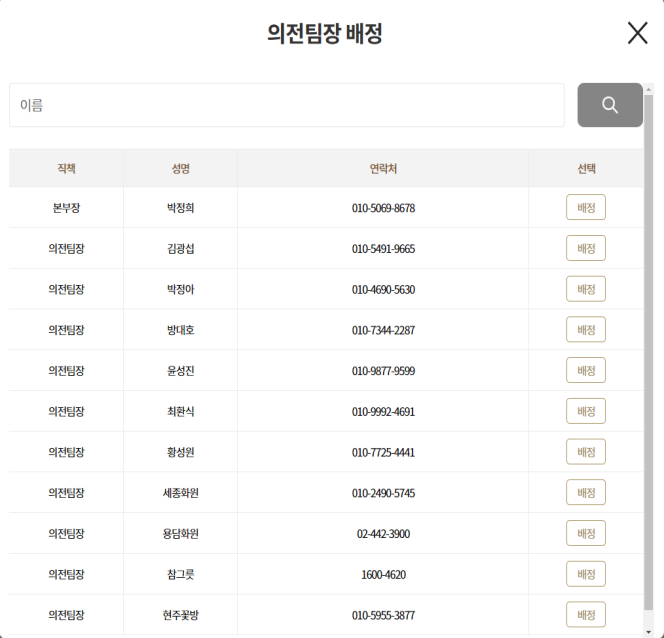 의전팀장 배정
이름
직책 성명 연락처 선택
본부장 박정희 010-5069-8678 배정
의전팀장 김광섭 010-5491-9665 배정
의전팀장 박정아 010-4690-5630 배정
의전팀장 방대호 010-7344-2287 배정
의전팀장 윤성진 010-9877-9599 배정
의전팀장 최환식 010-9992-4691 배정
의전팀장 황성원 010-7725-4441 배정
의전팀장 세종화원 010-2490-5745 배정
의전팀장 용담화원 02-442-3900 배정
의전팀장 참그릇 1600-4620 배정
의전팀장 현주꽃방 010-5955-3877 배정